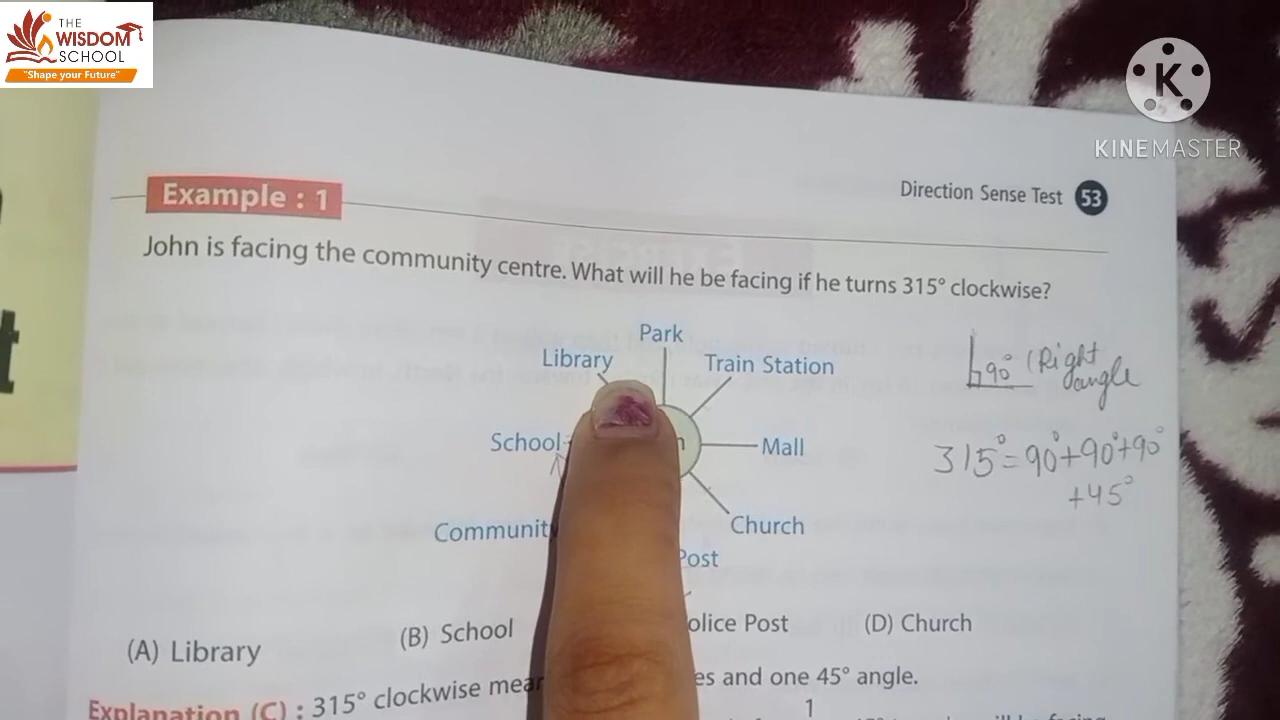 THE
WISDOM
SCHOOL
"Shape your Future"
K
KINEMASTER
Direction Sense Test 53
Example : 1
John is facing the community centre. What will he be facing if he turns 315° clockwise?
Park
Library
Train Station
School
Mall
Community
Church
Post
90° (Right
angle
315° = 90° + 90° + 90°
+ 45°
(A) Library
(B) School
olice Post
(D) Church
Explanation (C) : 315° clockwise mean
es and one 45° angle.
1